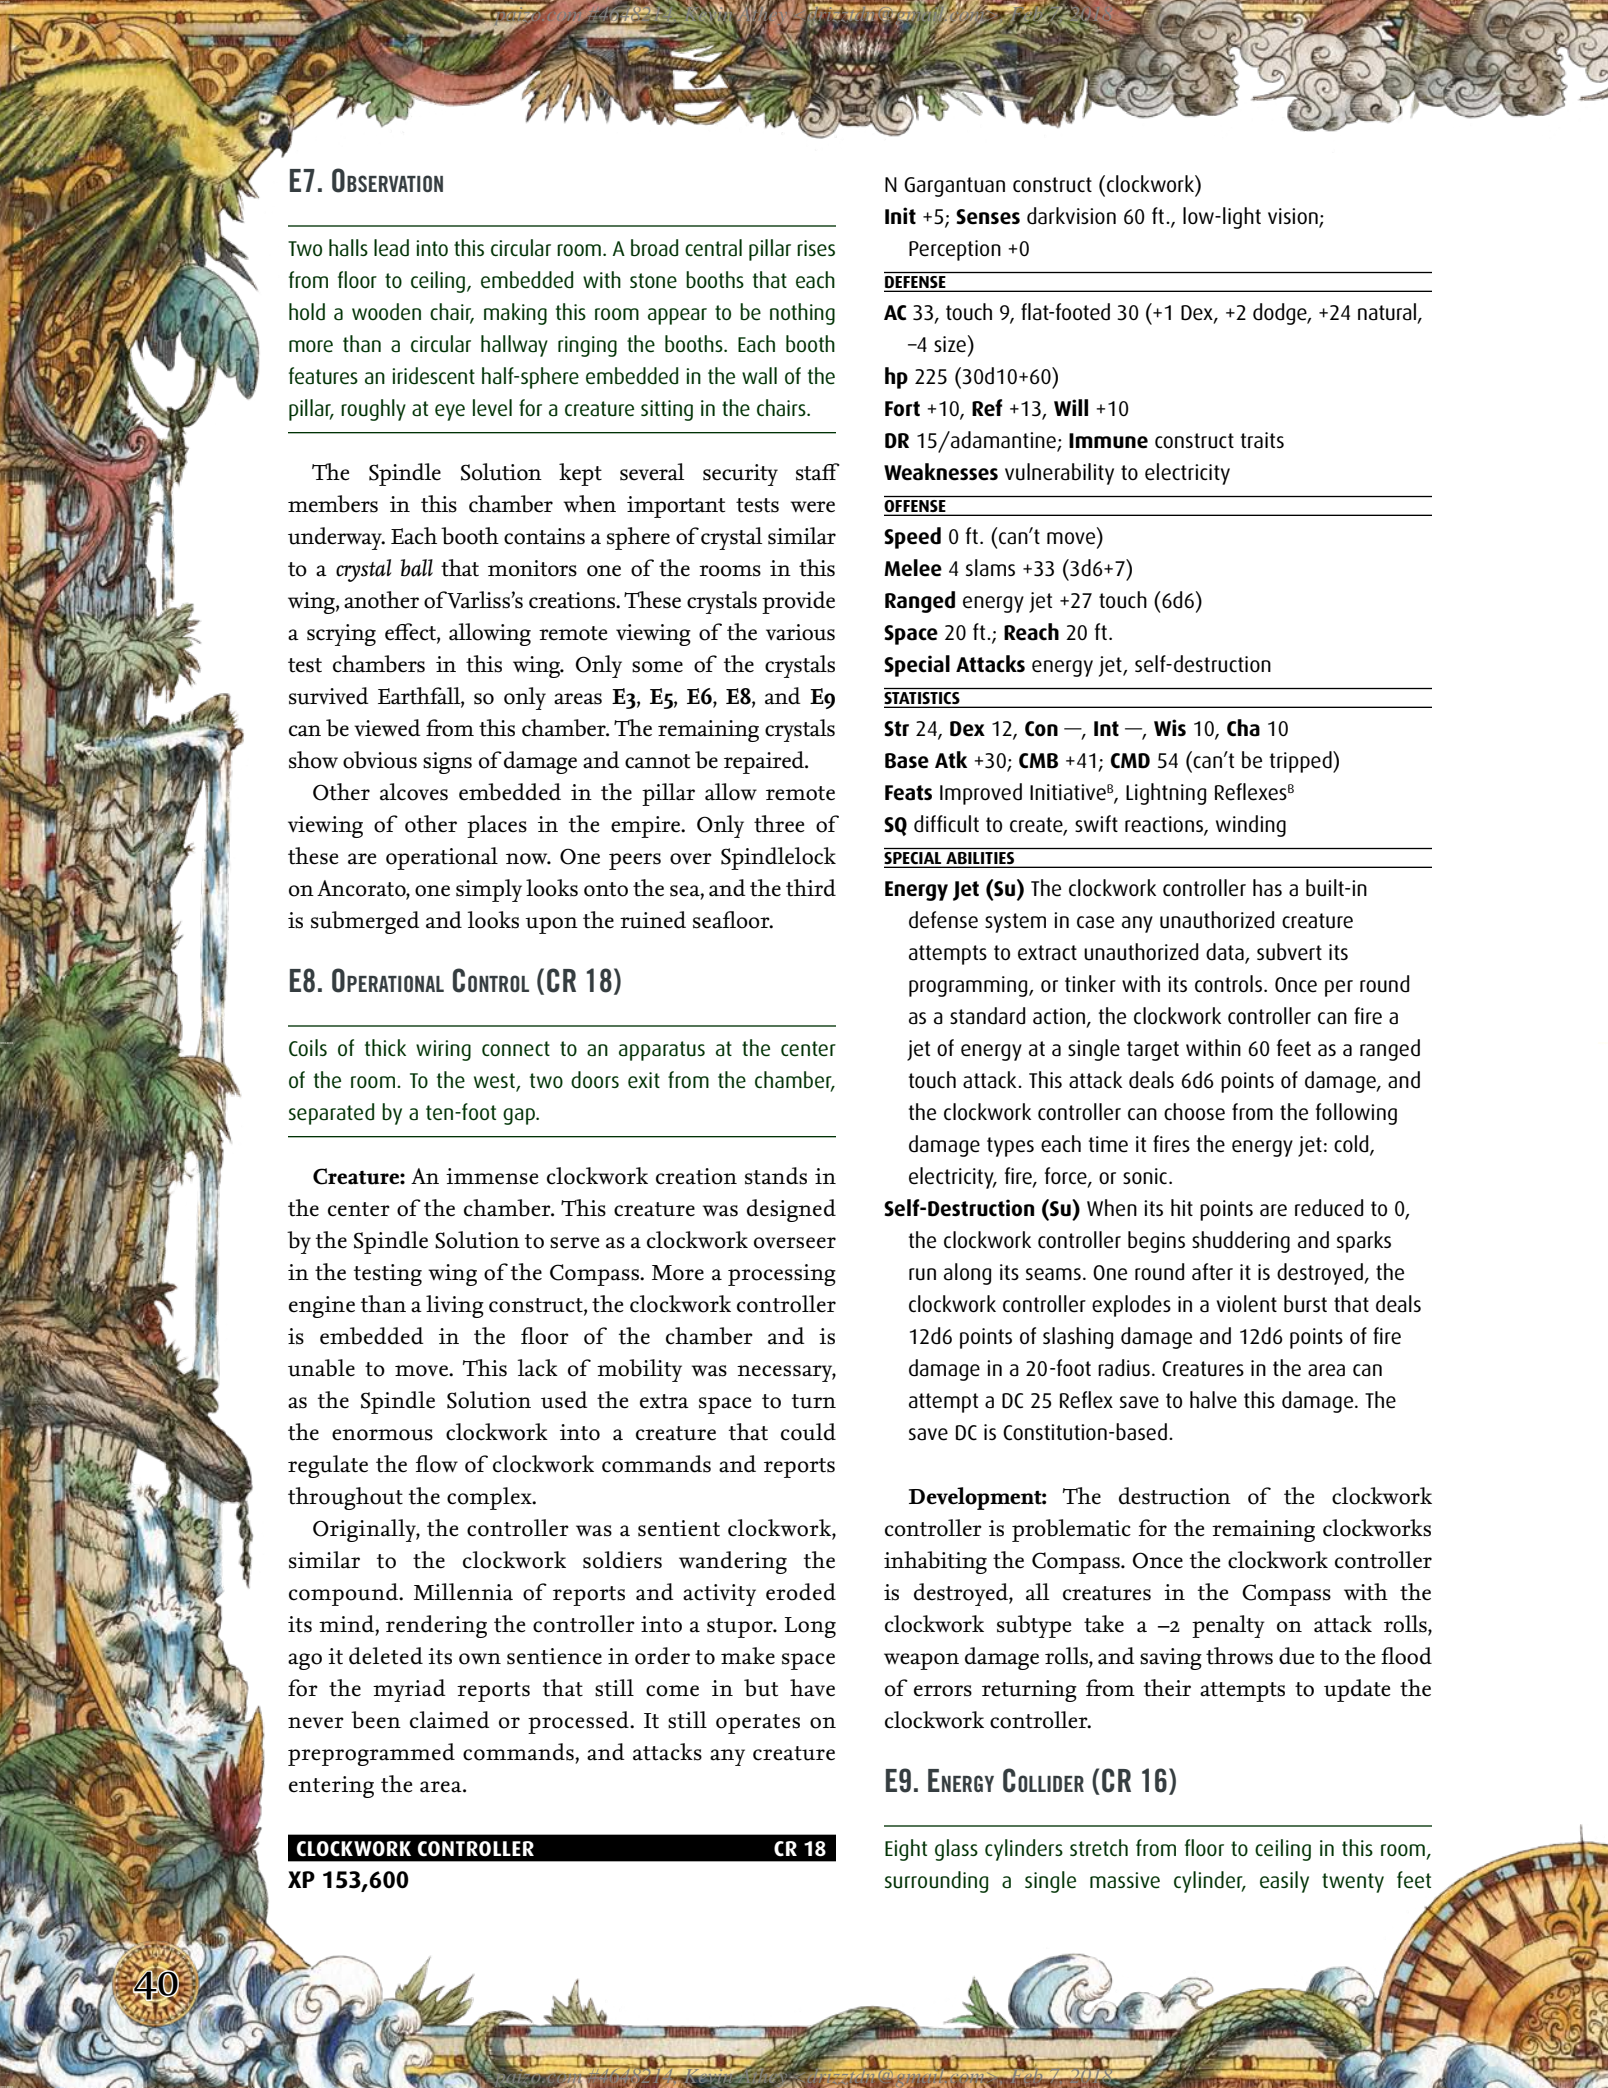 E7. Observation
Two halls lead into this circular room. A broad central pillar rises
from floor to ceiling, embedded with stone booths that each
hold a wooden chair, making this room appear to be nothing
more than a circular hallway ringing the booths. Each booth
features an iridescent half-sphere embedded in the wall of the
pillar, roughly at eye level for a creature sitting in the chairs.
The Spindle Solution kept several security staff
members in this chamber when important tests were
underway. Each booth contains a sphere of crystal similar
to a crystal ball that monitors one of the rooms in this
wing, another of Varliss's creations. These crystals provide
a scrying effect, allowing remote viewing of the various
test chambers in this wing. Only some of the crystals
survived Earthfall, so only areas E3, E5, E6, E8, and E9
can be viewed from this chamber. The remaining crystals
show obvious signs of damage and cannot be repaired.
Other alcoves embedded in the pillar allow remote
viewing of other places in the empire. Only three of
these are operational now. One peers over Spindlelock
on Ancorato, one simply looks onto the sea, and the third
is submerged and looks upon the ruined seafloor.
E8. Operational Control (CR 18)
Coils of thick wiring connect to an apparatus at the center
of the room. To the west, two doors exit from the chamber,
separated by a ten-foot gap.
Creature: An immense clockwork creation stands in
the center of the chamber. This creature was designed
by the Spindle Solution to serve as a clockwork overseer
in the testing wing of the Compass. More a processing
engine than a living construct, the clockwork controller
is embedded in the floor of the chamber and is
unable to move. This lack of mobility was necessary,
as the Spindle Solution used the extra space to turn
the enormous clockwork into a creature that could
regulate the flow of clockwork commands and reports
throughout the complex.
Originally, the controller was a sentient clockwork,
similar to the clockwork soldiers wandering the
compound. Millennia of reports and activity eroded
its mind, rendering the controller into a stupor. Long
ago it deleted its own sentience in order to make space
for the myriad reports that still come in but have
never been claimed or processed. It still operates on
preprogrammed commands, and attacks any creature
entering the area.
CLOCKWORK CONTROLLER CR 18
XP 153,600
N Gargantuan construct (clockwork)
Init +5; Senses darkvision 60 ft., low-light vision;
Perception +0
DEFENSE
AC 33, touch 9, flat-footed 30 (+1 Dex, +2 dodge, +24 natural,
–4 size)
hp 225 (30d10+60)
Fort +10, Ref +13, Will +10
DR 15/adamantine; Immune construct traits
Weaknesses vulnerability to electricity
OFFENSE
Speed 0 ft. (can't move)
Melee 4 slams +33 (3d6+7)
Ranged energy jet +27 touch (6d6)
Space 20 ft.; Reach 20 ft.
Special Attacks energy jet, self-destruction
STATISTICS
Str 24, Dex 12, Con —, Int —, Wis 10, Cha 10
Base Atk +30; CMB +41; CMD 54 (can't be tripped)
Feats Improved InitiativeB, Lightning ReflexesB
SQ difficult to create, swift reactions, winding
SPECIAL ABILITIES
Energy Jet (Su) The clockwork controller has a built-in
defense system in case any unauthorized creature
attempts to extract unauthorized data, subvert its
programming, or tinker with its controls. Once per round
as a standard action, the clockwork controller can fire a
jet of energy at a single target within 60 feet as a ranged
touch attack. This attack deals 6d6 points of damage, and
the clockwork controller can choose from the following
damage types each time it fires the energy jet: cold,
electricity, fire, force, or sonic.
Self-Destruction (Su) When its hit points are reduced to 0,
the clockwork controller begins shuddering and sparks
run along its seams. One round after it is destroyed, the
clockwork controller explodes in a violent burst that deals
12d6 points of slashing damage and 12d6 points of fire
damage in a 20-foot radius. Creatures in the area can
attempt a DC 25 Reflex save to halve this damage. The
save DC is Constitution-based.
Development: The destruction of the clockwork
controller is problematic for the remaining clockworks
inhabiting the Compass. Once the clockwork controller
is destroyed, all creatures in the Compass with the
clockwork subtype take a –2 penalty on attack rolls,
weapon damage rolls, and saving throws due to the flood
of errors returning from their attempts to update the
clockwork controller.
E9. Energy Collider (CR 16)
Eight glass cylinders stretch from floor to ceiling in this room,
surrounding a single massive cylinder, easily twenty feet
40